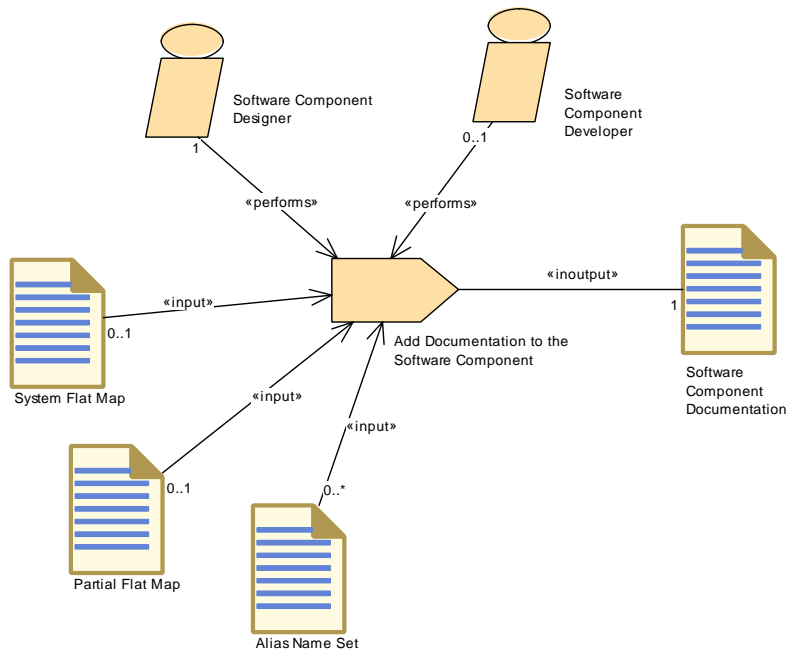 Software Component
Designer
Software
Component
Developer
1
0..1
«performs»
«performs»
«inoutput»
1
«input»
0..1
Add Documentation to the
Software Component
Software
Component
Documentation
System Flat Map
«input»
«input»
0..1
0..*
Partial Flat Map
Alias Name Set